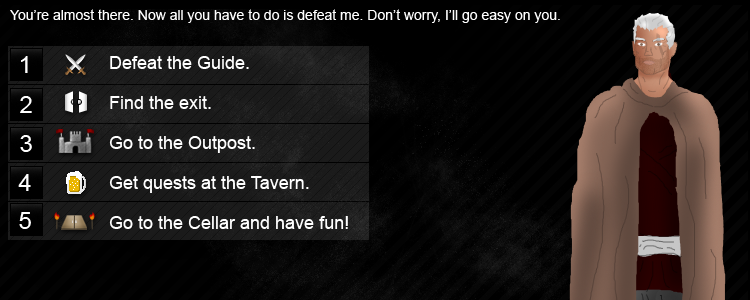 You're almost there. Now all you have to do is defeat me. Don't worry, I'll go easy on you.
1 Defeat the Guide.
2 Find the exit.
3 Go to the Outpost.
4 Get quests at the Tavern.
5 Go to the Cellar and have fun!